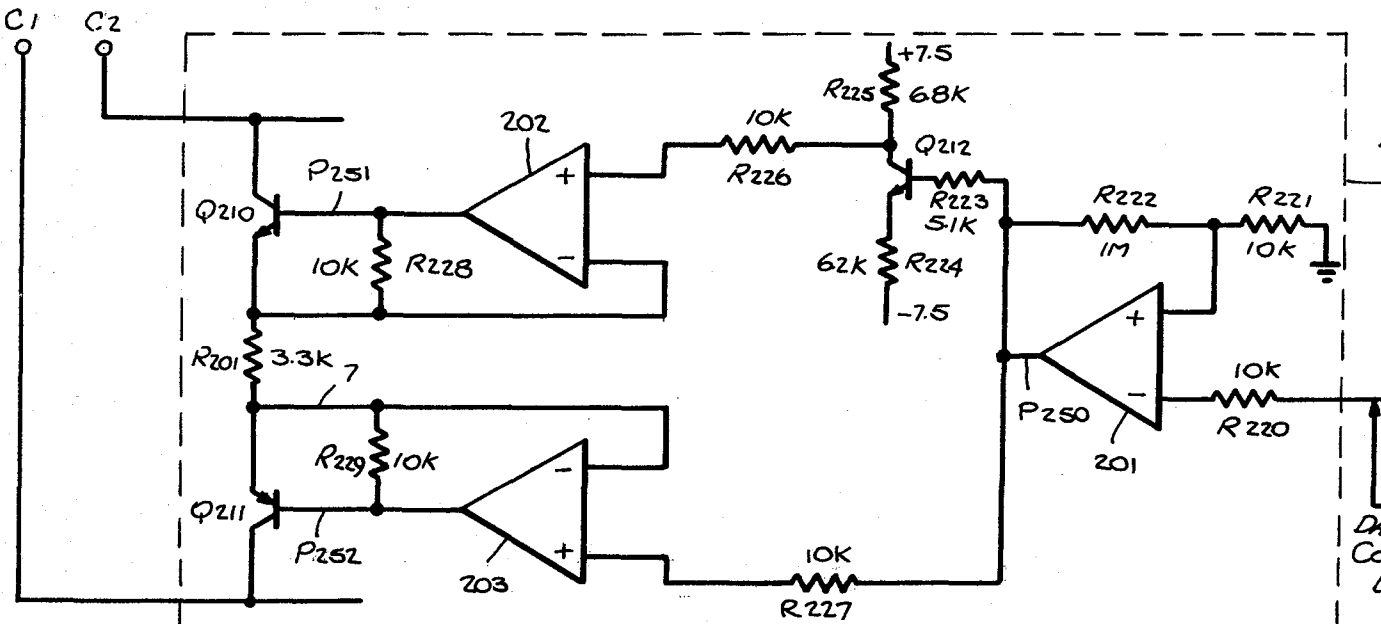 C1
C2
+7.5
R225
68K
202
10K
Q212
P251
+
R226
R223
5.1K
R222
R221
Q210
1M
10K
10K
R228
−
62K
R224
−7.5
+
R201
3.3K
7
10K
−
P250
R220
R229
10K
−
201
Q211
P252
+
10K
203
R227